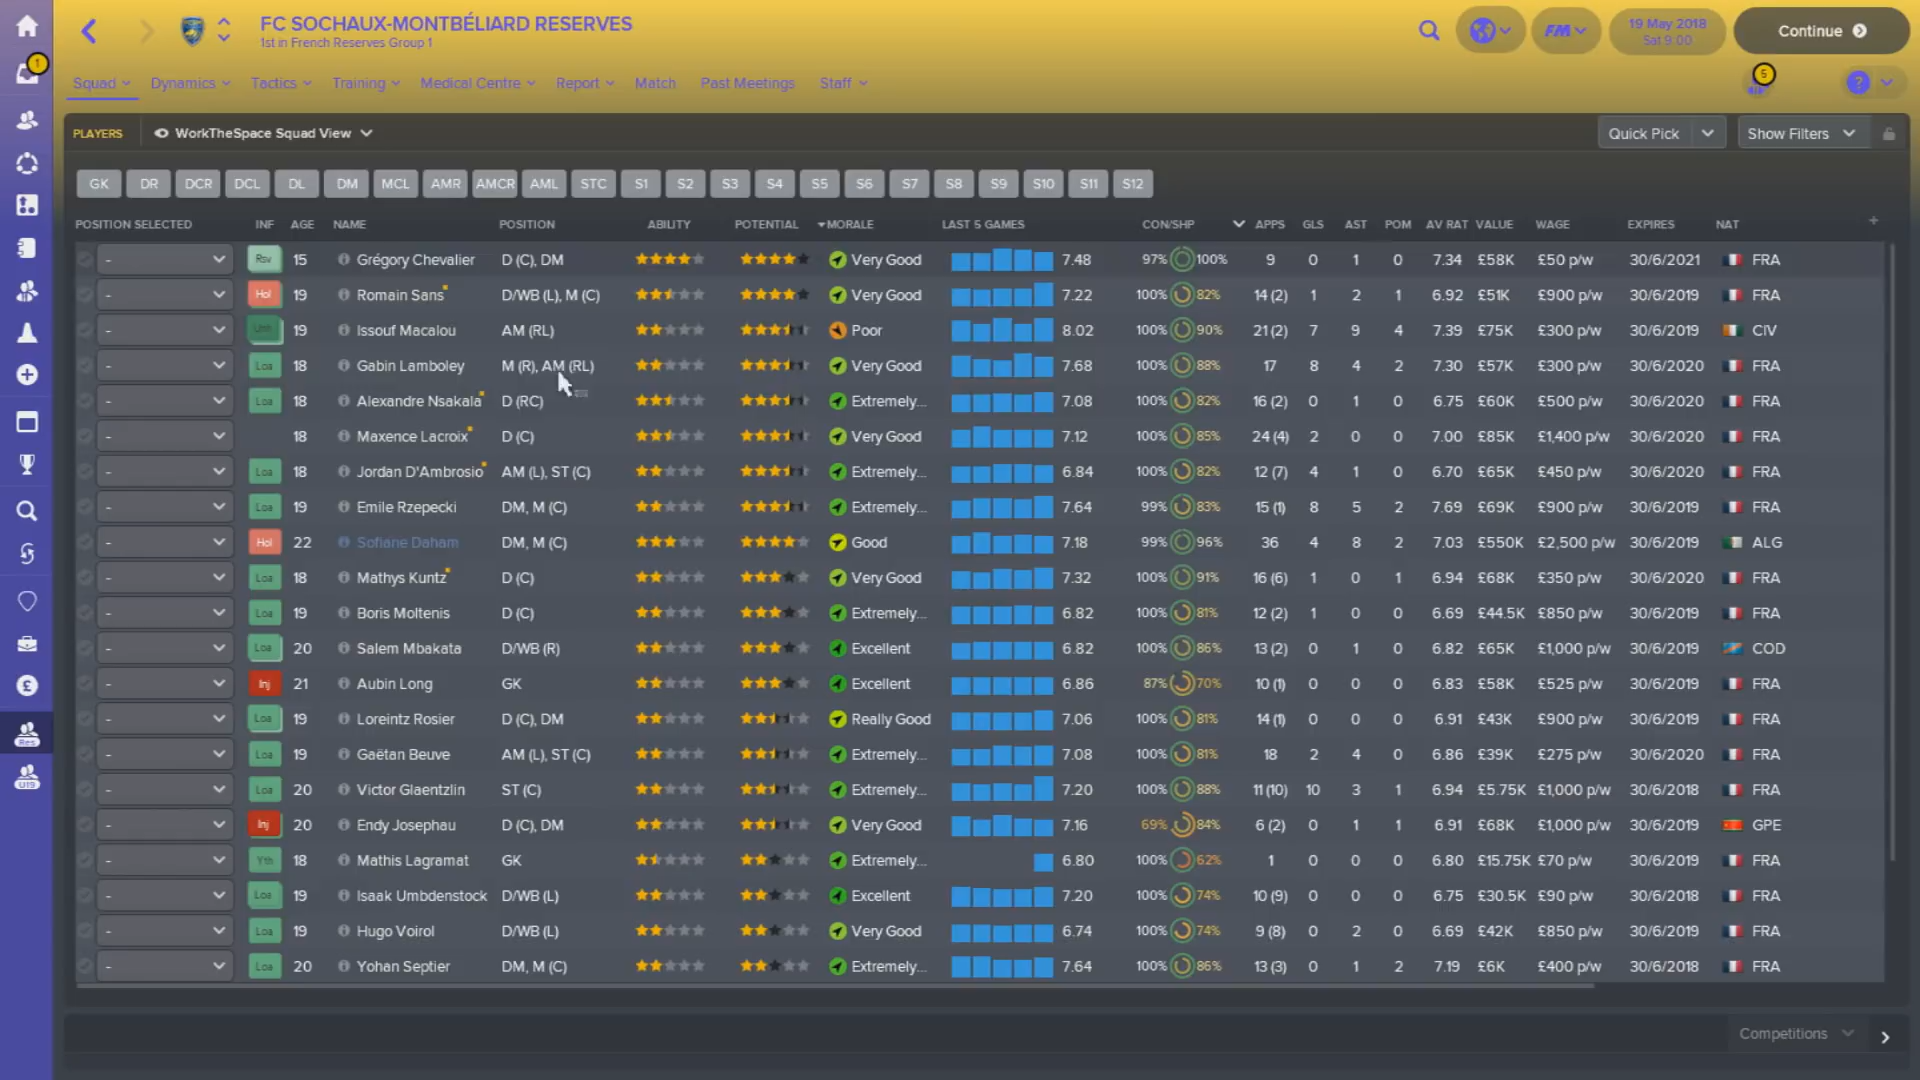 FC SOCHAUX-MONTBÉLIARD RESERVES
1st in French Reserves Group 1
FM
19 May 2018
Sat 9:00
Continue
1
Squad Dynamics Tactics Training Medical Centre Report Match Past Meetings Staff
5
?
PLAYERS WorkTheSpace Squad View Quick Pick Show Filters
GK DR DCR DCL DL DM MCL AMR AMCR AML STC S1 S2 S3 S4 S5 S6 S7 S8 S9 S10 S11 S12
POSITION SELECTED INF AGE NAME POSITION ABILITY POTENTIAL MORALE LAST 5 GAMES CON/SHP APPS GLS AST POM AV RAT VALUE WAGE EXPIRES NAT +
- Rsv 15 Grégory Chevalier D (C), DM Very Good 7.48 97% 100% 9 0 1 0 7.34 £58K £50 p/w 30/6/2021 FRA
- Hol 19 Romain Sans D/WB (L), M (C) Very Good 7.22 100% 82% 14 (2) 1 2 1 6.92 £51K £900 p/w 30/6/2019 FRA
- 19 Issouf Macalou AM (RL) Poor 8.02 100% 90% 21 (2) 7 9 4 7.39 £75K £300 p/w 30/6/2019 CIV
- Loa 18 Gabin Lamboley M (R), AM (RL) Very Good 7.68 100% 88% 17 8 4 2 7.30 £57K £300 p/w 30/6/2020 FRA
- Loa 18 Alexandre Nsakala D (RC) Extremely... 7.08 100% 82% 16 (2) 0 1 0 6.75 £60K £500 p/w 30/6/2020 FRA
- 18 Maxence Lacroix D (C) Very Good 7.12 100% 85% 24 (4) 2 0 0 7.00 £85K £1,400 p/w 30/6/2020 FRA
- Loa 18 Jordan D'Ambrosio AM (L), ST (C) Extremely... 6.84 100% 82% 12 (7) 4 1 0 6.70 £65K £450 p/w 30/6/2020 FRA
- Loa 19 Emile Rzepecki DM, M (C) Extremely... 7.64 99% 83% 15 (1) 8 5 2 7.69 £69K £900 p/w 30/6/2019 FRA
- Hol 22 Sofiane Daham DM, M (C) Good 7.18 99% 96% 36 4 8 2 7.03 £550K £2,500 p/w 30/6/2019 ALG
- Loa 18 Mathys Kuntz D (C) Very Good 7.32 100% 91% 16 (6) 1 0 1 6.94 £68K £350 p/w 30/6/2020 FRA
- Loa 19 Boris Moltenis D (C) Extremely... 6.82 100% 81% 12 (2) 1 0 0 6.69 £44.5K £850 p/w 30/6/2019 FRA
- Loa 20 Salem Mbakata D/WB (R) Excellent 6.82 100% 86% 13 (2) 0 1 0 6.82 £65K £1,000 p/w 30/6/2019 COD
- Inj 21 Aubin Long GK Excellent 6.86 87% 70% 10 (1) 0 0 0 6.83 £58K £525 p/w 30/6/2019 FRA
- Loa 19 Loreintz Rosier D (C), DM Really Good 7.06 100% 81% 14 (1) 0 0 0 6.91 £43K £900 p/w 30/6/2019 FRA
- Loa 19 Gaëtan Beuve AM (L), ST (C) Extremely... 7.08 100% 81% 18 2 4 0 6.86 £39K £275 p/w 30/6/2020 FRA
- Loa 20 Victor Glaentzlin ST (C) Extremely... 7.20 100% 88% 11 (10) 10 3 1 6.94 £5.75K £1,000 p/w 30/6/2018 FRA
- Inj 20 Endy Josephau D (C), DM Very Good 7.16 69% 84% 6 (2) 0 1 1 6.91 £68K £1,000 p/w 30/6/2019 GPE
- Yth 18 Mathis Lagramat GK Extremely... 6.80 100% 62% 1 0 0 0 6.80 £15.75K £70 p/w 30/6/2019 FRA
- Loa 19 Isaak Umbdenstock D/WB (L) Excellent 7.20 100% 74% 10 (9) 0 0 0 6.75 £30.5K £90 p/w 30/6/2018 FRA
- Loa 19 Hugo Voirol D/WB (L) Very Good 6.74 100% 74% 9 (8) 0 2 0 6.69 £42K £850 p/w 30/6/2019 FRA
- Loa 20 Yohan Septier DM, M (C) Extremely... 7.64 100% 86% 13 (3) 0 1 2 7.19 £6K £400 p/w 30/6/2018 FRA
Res
U19
Competitions